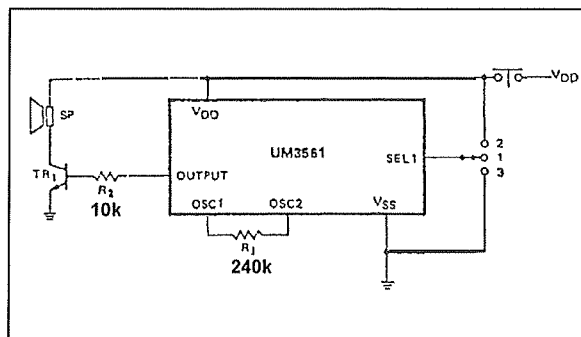 VDD
SP
VDD
2
UM3561
SEL1
1
TR1
OUTPUT
3
R2
10k
OSC1
OSC2
VSS
R1
240k